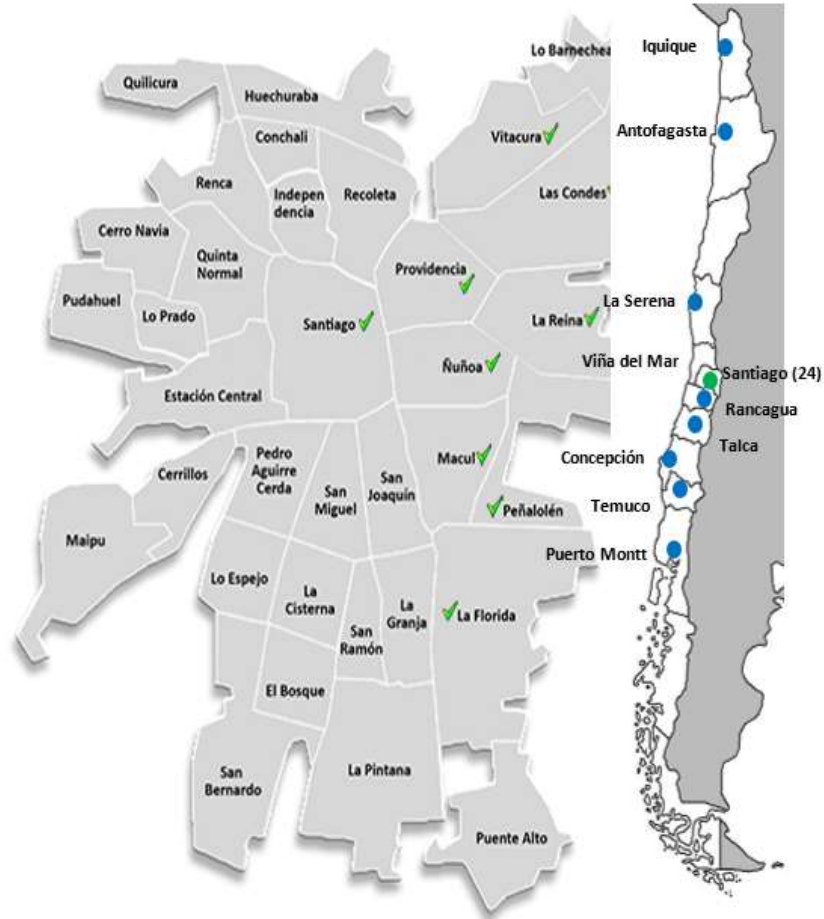 Lo Barnechea
Quilicura
Huechuraba
Vitacura
Conchali
Renca
Indepen
dencia
Recoleta
Las Condes
Cerro Navia
Quinta
Normal
Providencia
Pudahuel
Lo Prado
Santiago
La Reina
Ñuñoa
Estación Central
Pedro
Aguirre
Cerda
Macul
Cerrillos
San
Miguel
San
Joaquín
Peñalolén
Maipu
Lo Espejo
La
Cisterna
San
Ramón
La
Granja
La Florida
El Bosque
San
Bernardo
La Pintana
Puente Alto
Iquique
Antofagasta
La Serena
Viña del Mar
Santiago (24)
Rancagua
Talca
Concepción
Temuco
Puerto Montt